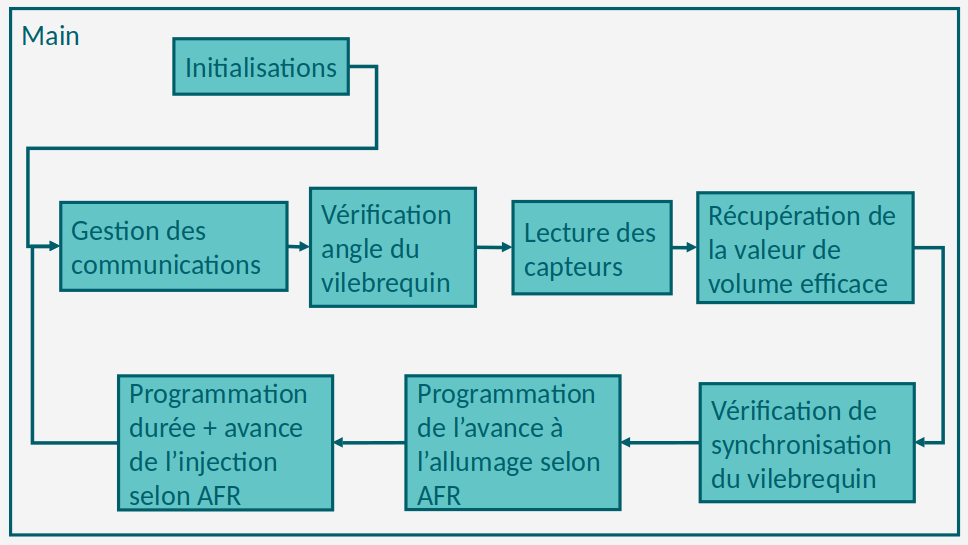 Main
Initialisations
Gestion des
communications
Vérification
angle du
vilebrequin
Lecture des
capteurs
Récupération de
la valeur de
volume efficace
Vérification de
synchronisation
du vilebrequin
Programmation
de l’avance à
l’allumage selon
AFR
Programmation
durée + avance
de l’injection
selon AFR